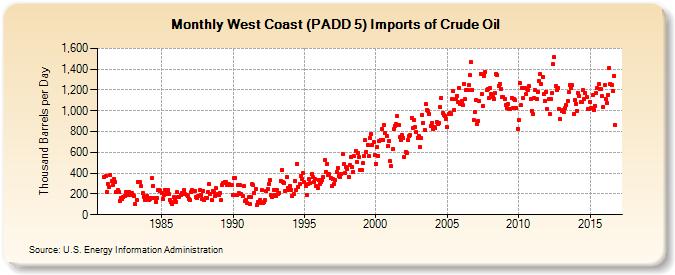 Monthly West Coast (PADD 5) Imports of Crude Oil
Thousand Barrels per Day
1,600
1,400
1,200
1,000
800
600
400
200
0
1985 1990 1995 2000 2005 2010 2015
Source: U.S. Energy Information Administration